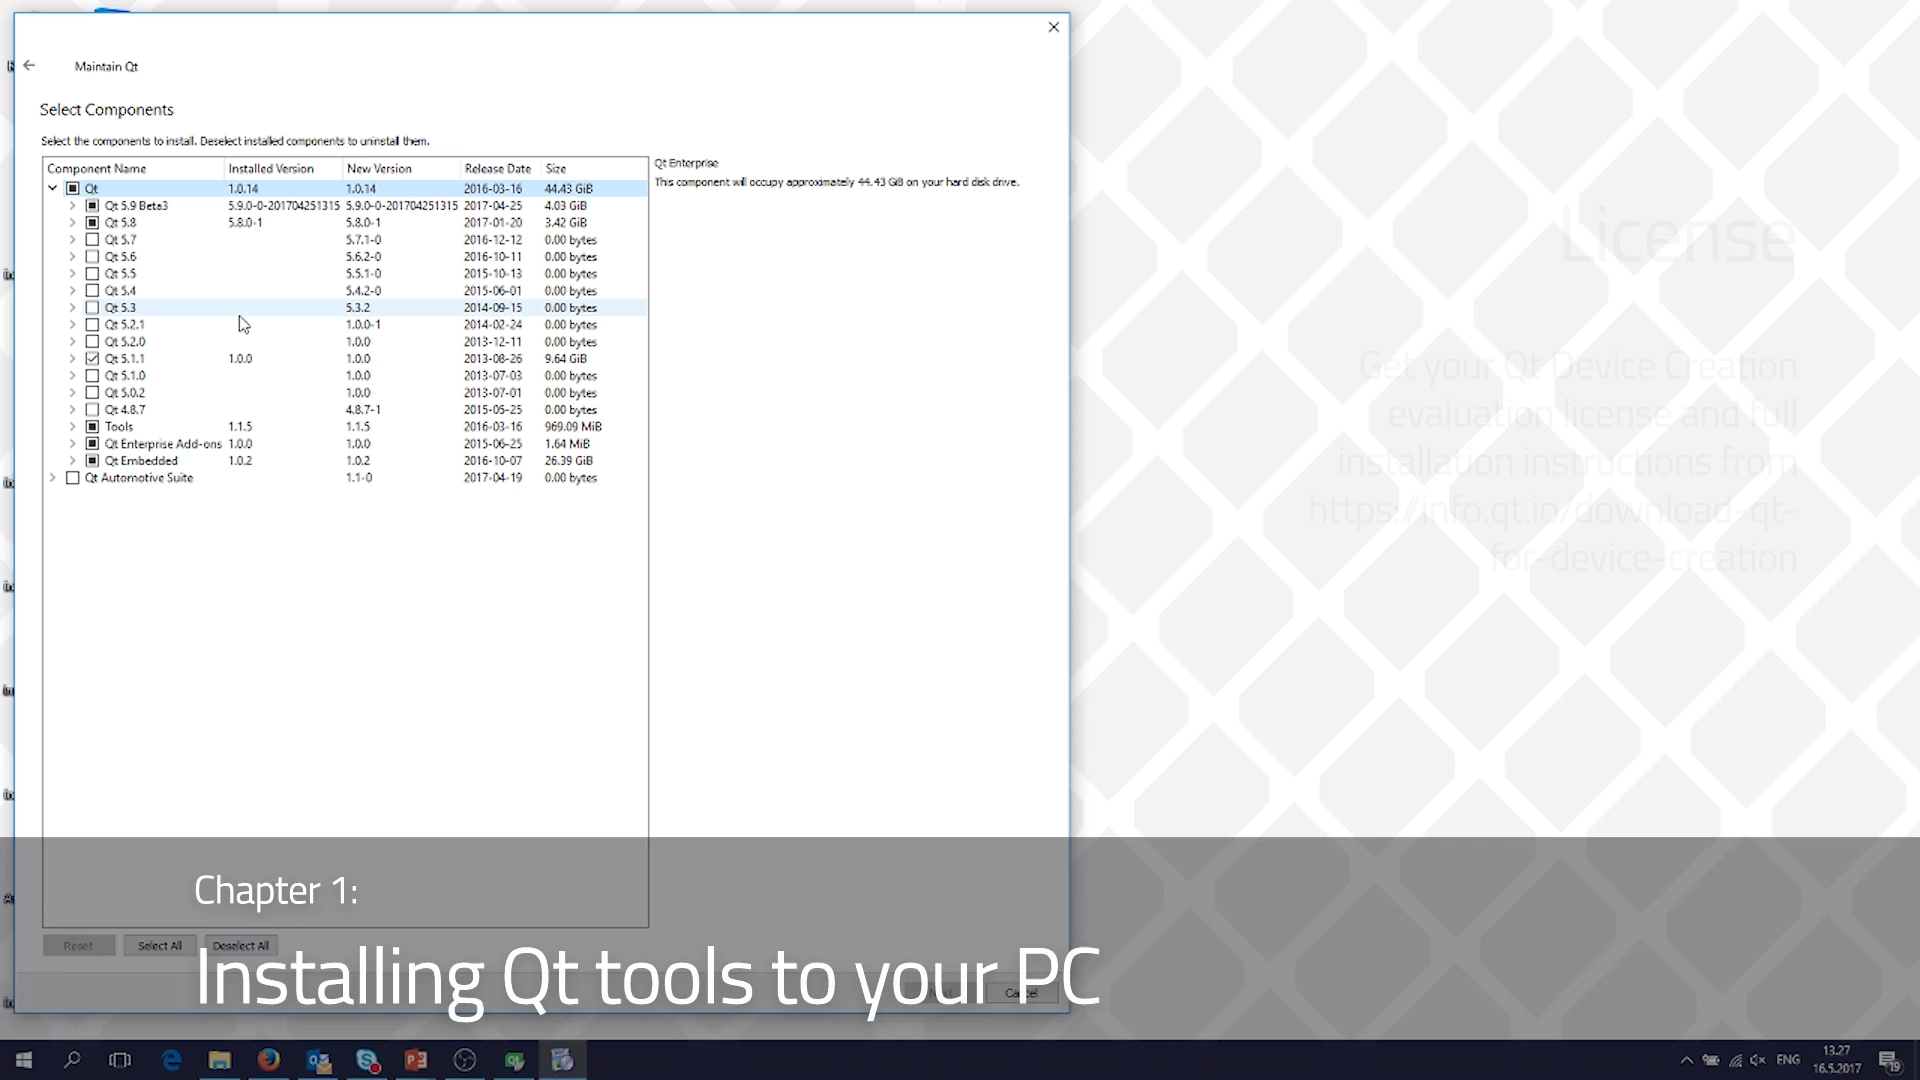 Maintain Qt
Select Components
Select the components to install. Deselect installed components to uninstall them.
Component Name Installed Version New Version Release Date Size
Qt 1.0.14 1.0.14 2016-03-16 44.43 GiB
Qt 5.9 Beta3 5.9.0-0-201704251315 5.9.0-0-201704251315 2017-04-25 4.03 GiB
Qt 5.8 5.8.0-1 5.8.0-1 2017-01-20 3.42 GiB
Qt 5.7 5.7.1-0 2016-12-12 0.00 bytes
Qt 5.6 5.6.2-0 2016-10-11 0.00 bytes
Qt 5.5 5.5.1-0 2015-10-13 0.00 bytes
Qt 5.4 5.4.2-0 2015-06-01 0.00 bytes
Qt 5.3 5.3.2 2014-09-15 0.00 bytes
Qt 5.2.1 1.0.0-1 2014-02-24 0.00 bytes
Qt 5.2.0 1.0.0 2013-12-11 0.00 bytes
Qt 5.1.1 1.0.0 1.0.0 2013-08-26 9.64 GiB
Qt 5.1.0 1.0.0 2013-07-03 0.00 bytes
Qt 5.0.2 1.0.0 2013-07-01 0.00 bytes
Qt 4.8.7 4.8.7-1 2015-05-25 0.00 bytes
Tools 1.1.5 1.1.5 2016-03-16 969.09 MiB
Qt Enterprise Add-ons 1.0.0 1.0.0 2015-06-25 1.64 MiB
Qt Embedded 1.0.2 1.0.2 2016-10-07 26.39 GiB
Qt Automotive Suite 1.1-0 2017-04-19 0.00 bytes
Qt Enterprise
This component will occupy approximately 44.43 GiB on your hard disk drive.
License
Get your Qt Device Creation
evaluation license and full
installation instructions from
https://info.qt.io/download-qt-
for-device-creation
Chapter 1:
Reset Select All Deselect All
Installing Qt tools to your PC
Cancel
ENG
13.27
16.5.2017
19